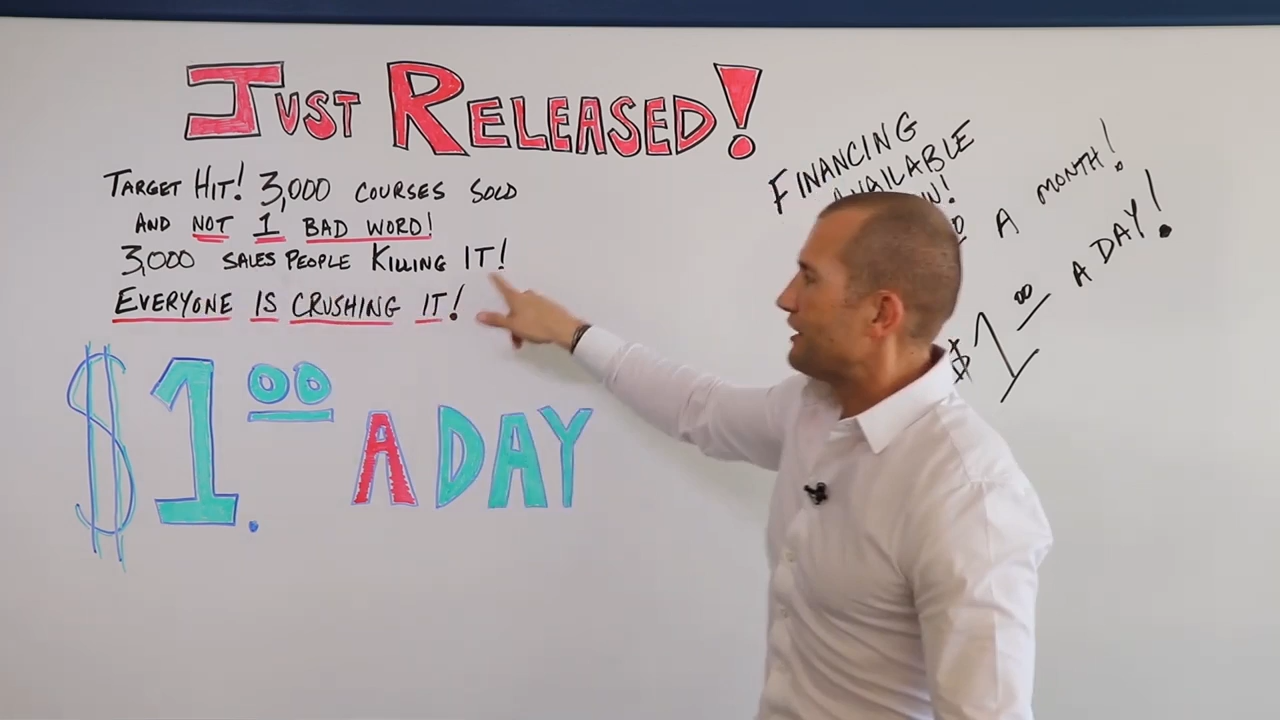 JUST RELEASED!
TARGET HIT! 3,000 COURSES SOLD
AND NOT 1 BAD WORD!
3,000 SALES PEOPLE KILLING IT!
EVERYONE IS CRUSHING IT!
$1.00 A DAY
FINANCING
AVAILABLE
A MONTH!
$1.00 A DAY!